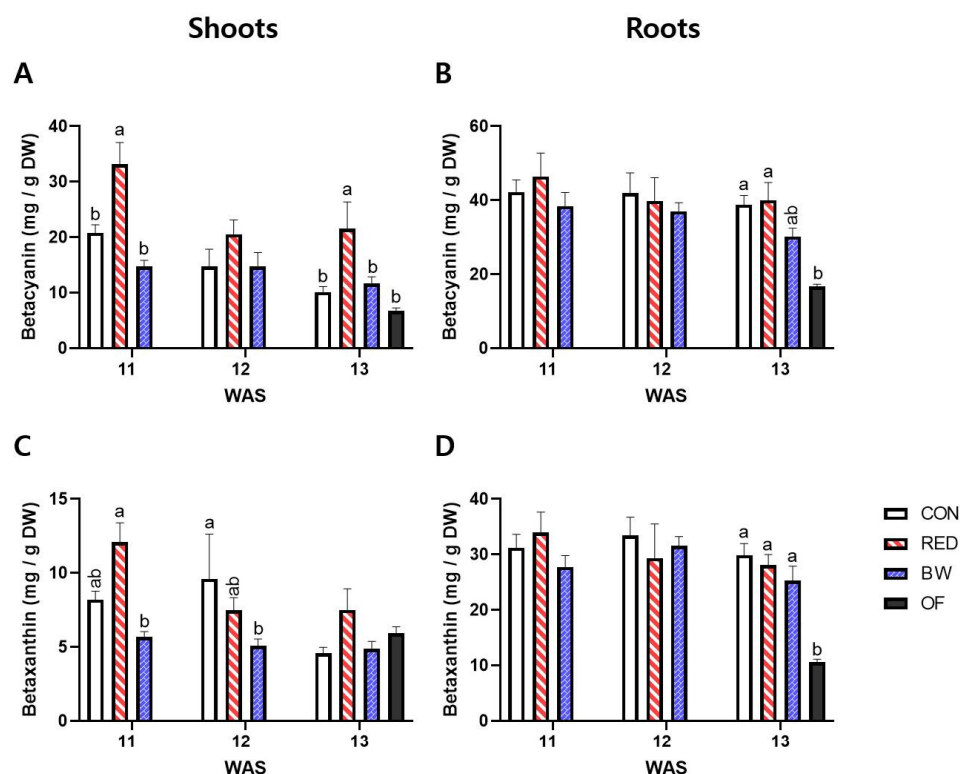 Shoots
Roots
A
Betacyanin (mg / g DW)
40
30
20
10
0
b
a
b
b
a
b
b
11
12
13
WAS
B
Betacyanin (mg / g DW)
60
40
20
0
a
a
ab
b
11
12
13
WAS
C
Betaxanthin (mg / g DW)
15
10
5
0
ab
a
b
a
ab
b
11
12
13
WAS
D
Betaxanthin (mg / g DW)
40
30
20
10
0
a
a
a
b
11
12
13
WAS
CON
RED
BW
OF